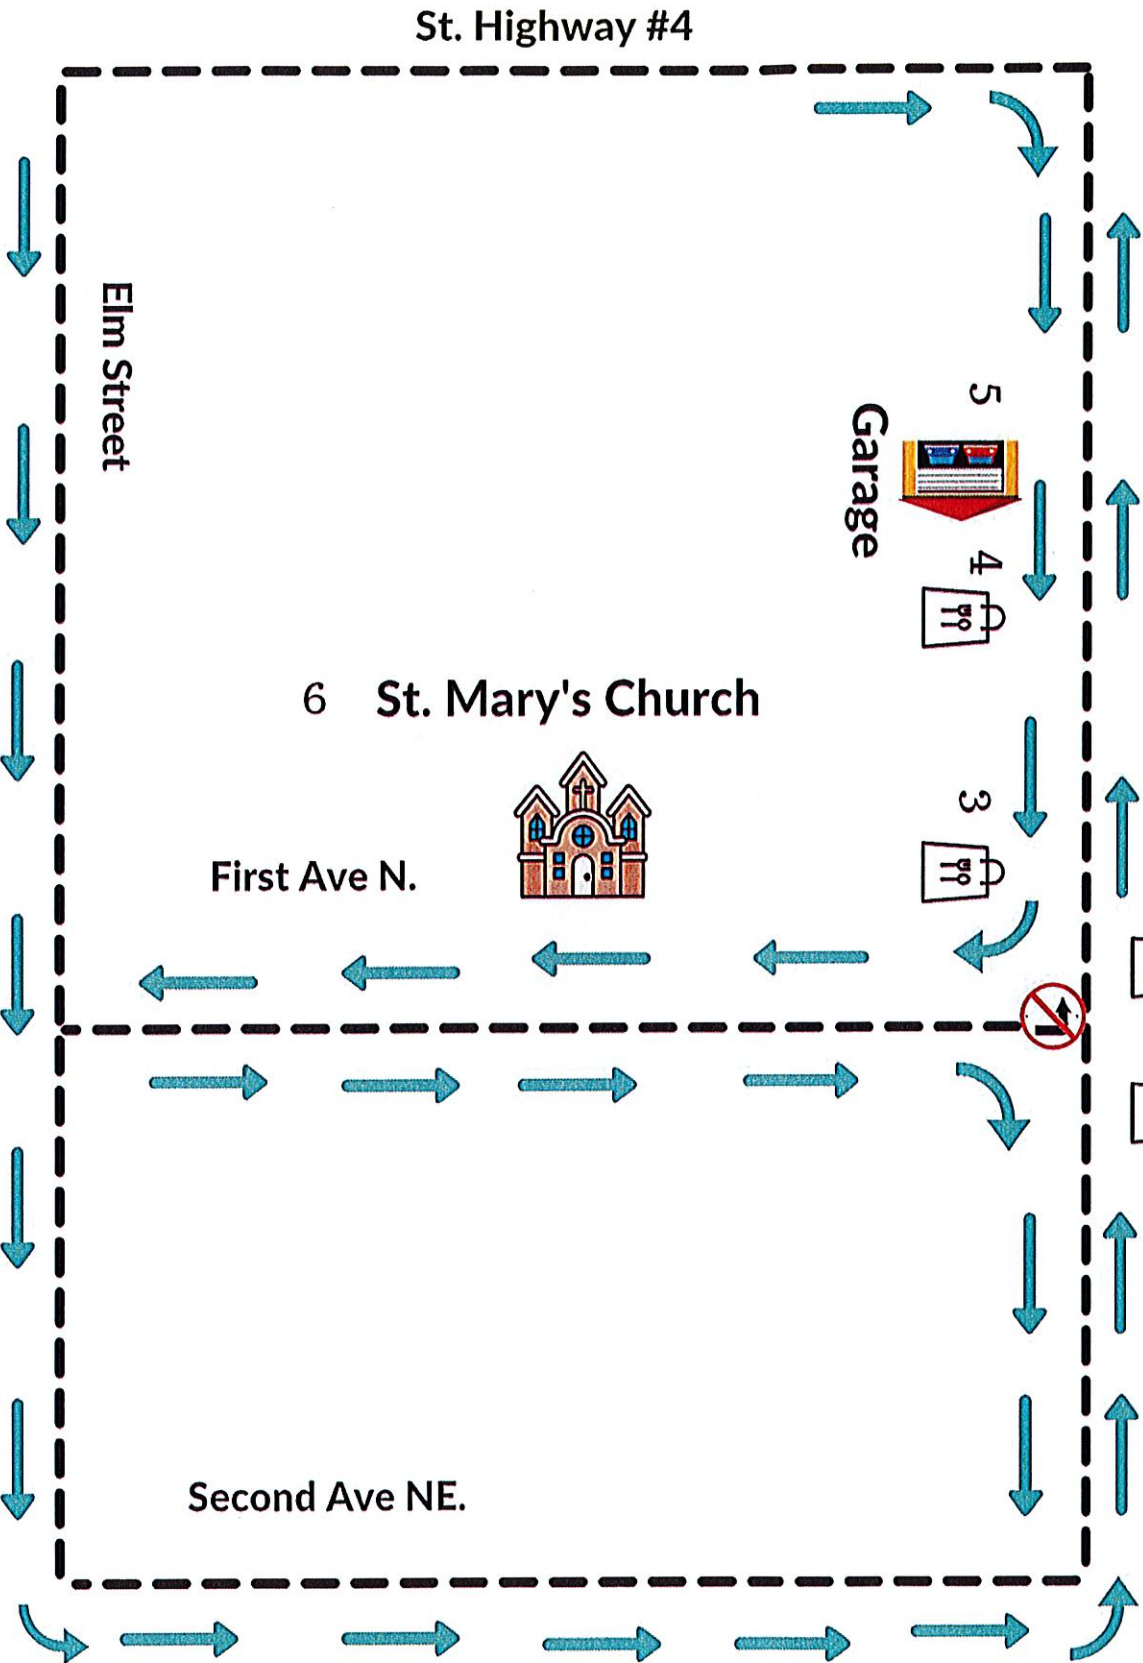 St. Highway #4
Elm Street
5
Garage
4
6 St. Mary's Church
3
First Ave N.
Second Ave NE.